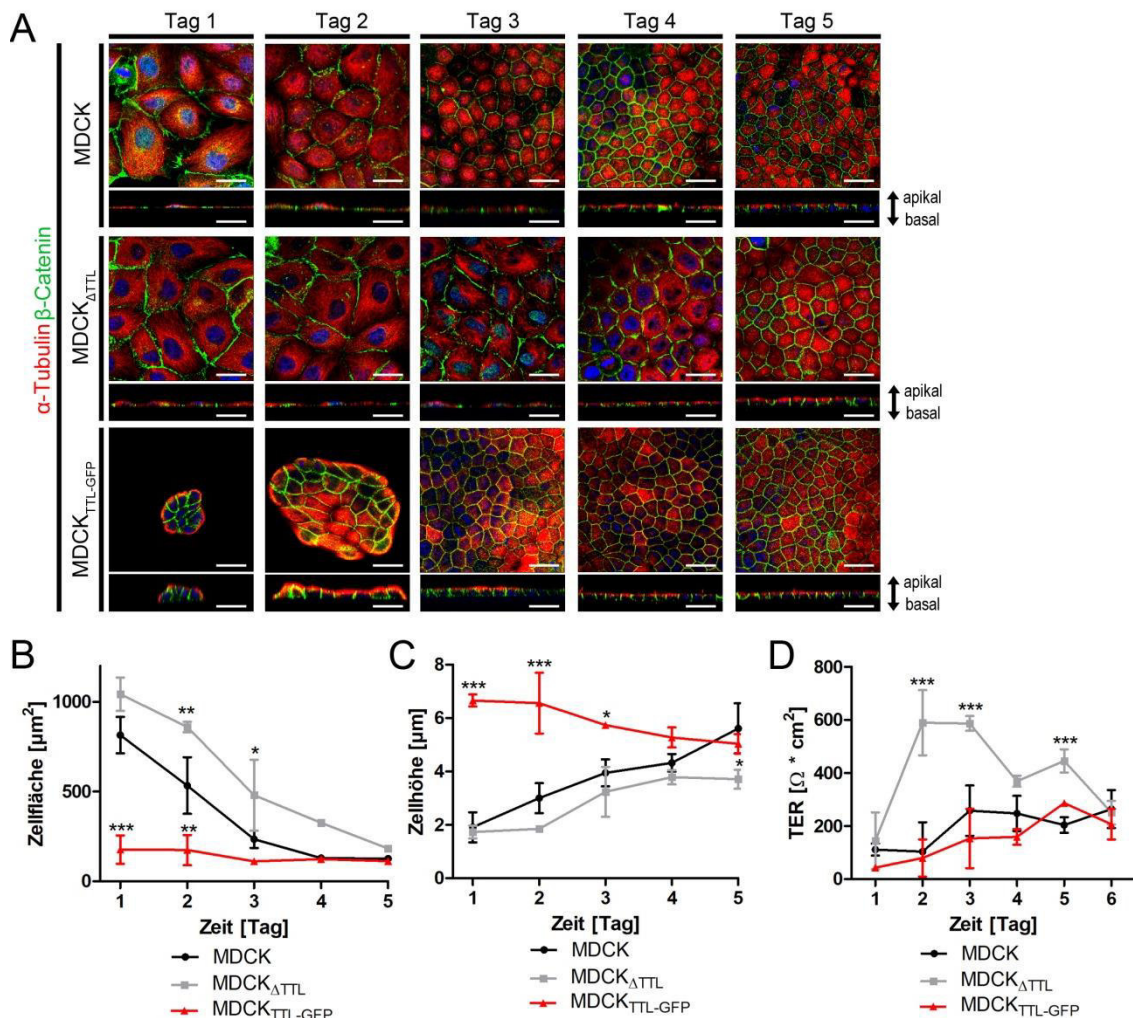 A
Tag 1 Tag 2 Tag 3 Tag 4 Tag 5
α-Tubulin β-Catenin
MDCK
apikal
basal
MDCKΔTTL
apikal
basal
MDCKTTL-GFP
apikal
basal
B
Zellfläche [µm²]
1000
500
0
***
**
**
*
1 2 3 4 5
Zeit [Tag]
MDCK
MDCKΔTTL
MDCKTTL-GFP
C
Zellhöhe [µm]
8
6
4
2
0
***
***
*
*
1 2 3 4 5
Zeit [Tag]
MDCK
MDCKΔTTL
MDCKTTL-GFP
D
TER [Ω * cm²]
800
600
400
200
0
***
***
***
1 2 3 4 5 6
Zeit [Tag]
MDCK
MDCKΔTTL
MDCKTTL-GFP